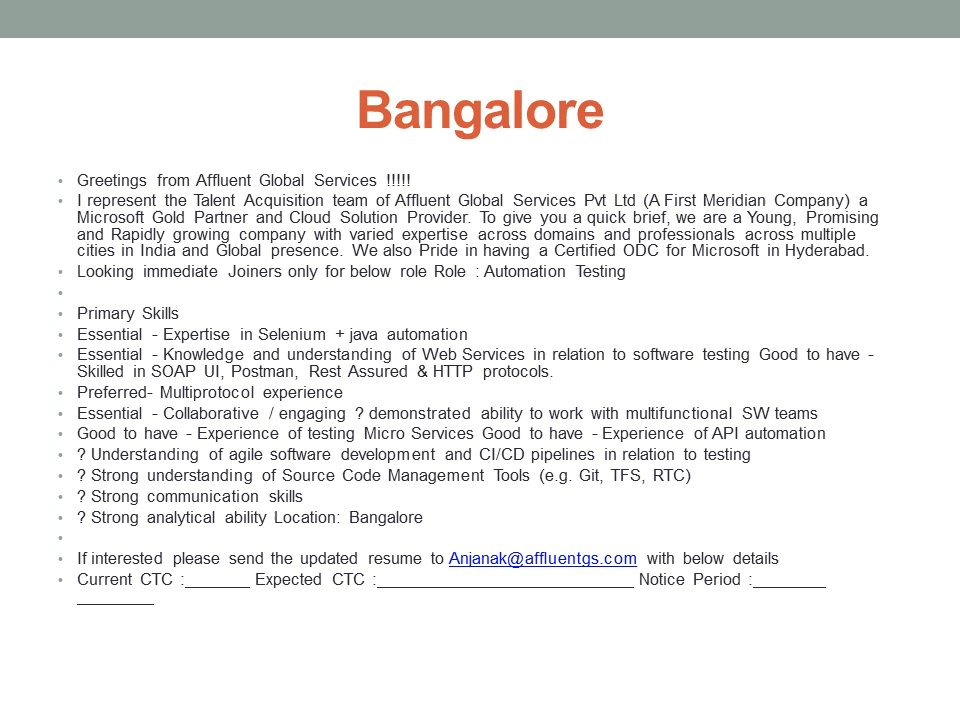 Bangalore
• Greetings from Affluent Global Services !!!!!
• I represent the Talent Acquisition team of Affluent Global Services Pvt Ltd (A First Meridian Company) a
Microsoft Gold Partner and Cloud Solution Provider. To give you a quick brief, we are a Young, Promising
and Rapidly growing company with varied expertise across domains and professionals across multiple
cities in India and Global presence. We also Pride in having a Certified ODC for Microsoft in Hyderabad.
• Looking immediate Joiners only for below role Role : Automation Testing
•
• Primary Skills
• Essential - Expertise in Selenium + java automation
• Essential - Knowledge and understanding of Web Services in relation to software testing Good to have -
Skilled in SOAP UI, Postman, Rest Assured & HTTP protocols.
• Preferred- Multiprotocol experience
• Essential - Collaborative / engaging ? demonstrated ability to work with multifunctional SW teams
• Good to have - Experience of testing Micro Services Good to have - Experience of API automation
• ? Understanding of agile software development and CI/CD pipelines in relation to testing
• ? Strong understanding of Source Code Management Tools (e.g. Git, TFS, RTC)
• ? Strong communication skills
• ? Strong analytical ability Location: Bangalore
•
• If interested please send the updated resume to Anjanak@affluentgs.com with below details
• Current CTC :_______ Expected CTC :____________________________ Notice Period :________
_________